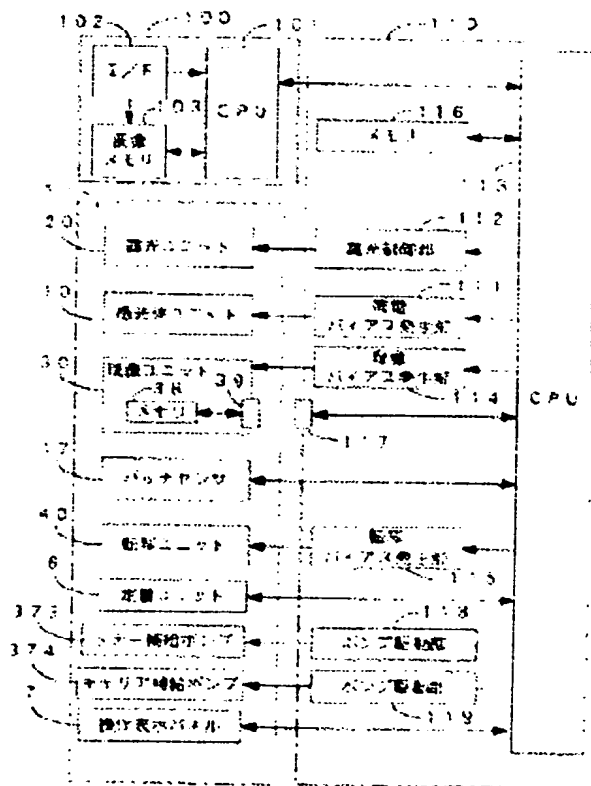 102
100
101
110
I/F
103
CPU
116
画像
メモリ
メモリ
113
1
112
20
露光ユニット
露光制御部
111
10
感光体ユニット
帯電
バイアス発生部
30
現像ユニット
現像
バイアス発生部
38
39
114
メモリ
CPU
117
17
パッチセンサ
40
転写ユニット
転写
バイアス発生部
115
6
定着ユニット
118
373
トナー補給ポンプ
ポンプ駆動部
374
キャリア補給ポンプ
ポンプ駆動部
7
119
操作表示パネル